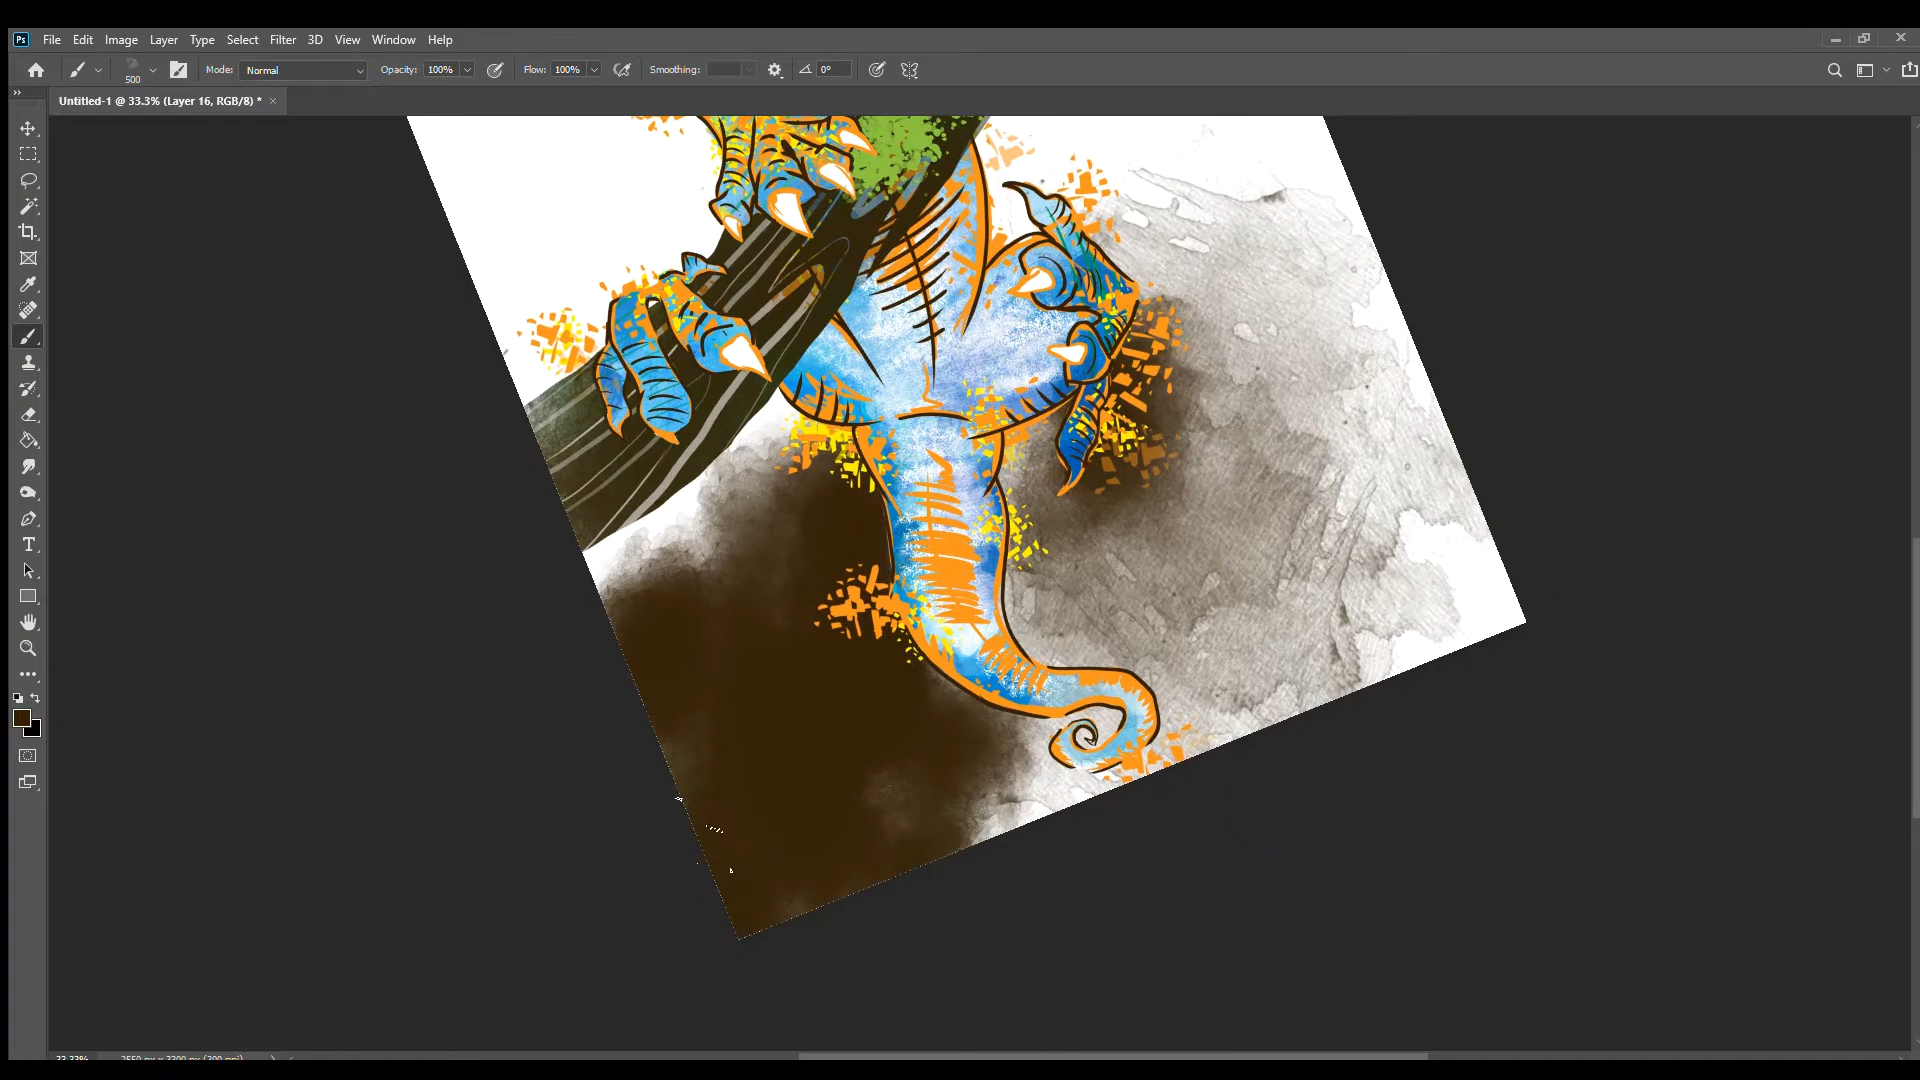 Ps File Edit Image Layer Type Select Filter 3D View Window Help
500 Mode: Normal Opacity: 100% Flow: 100% Smoothing: 0°
Untitled-1 @ 33.3% (Layer 16, RGB/8) *